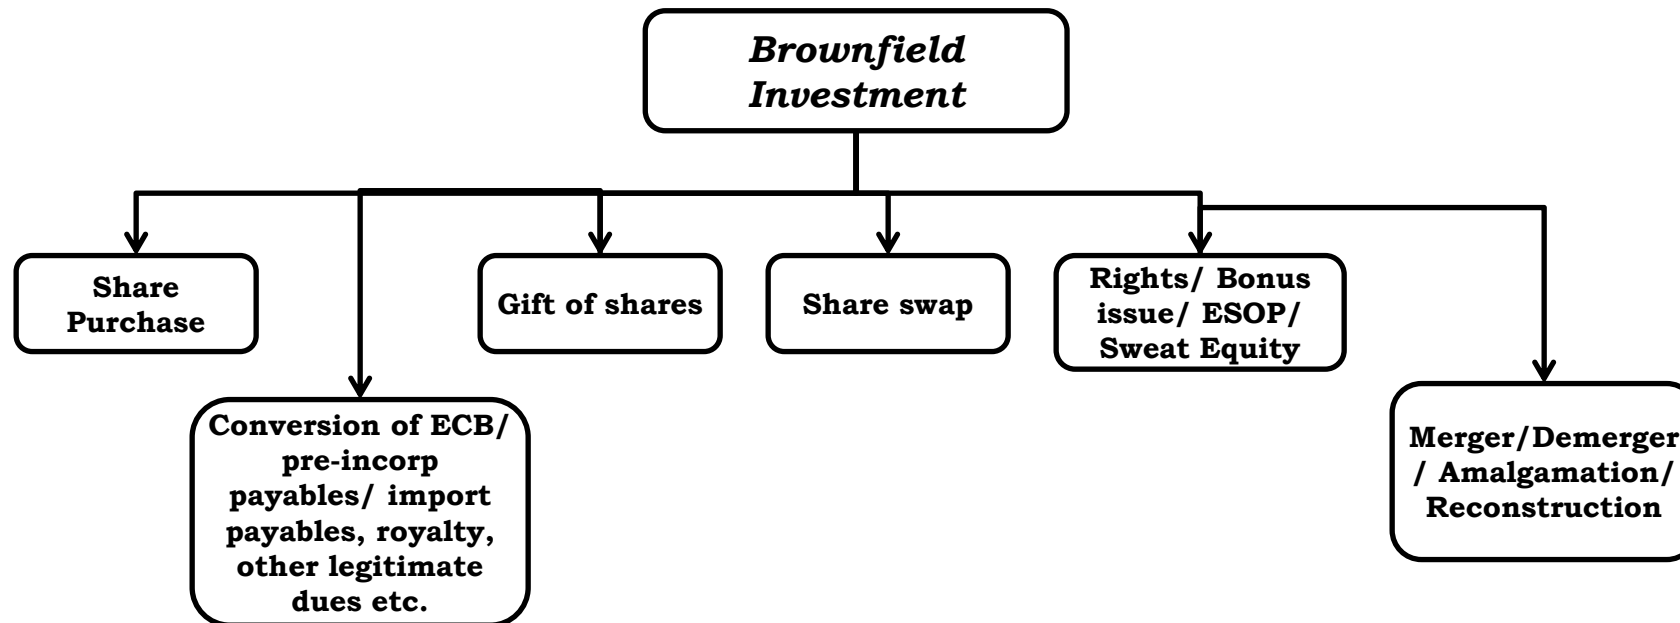 Brownfield
Investment
Share
Purchase
Gift of shares
Share swap
Rights/ Bonus
issue/ ESOP/
Sweat Equity
Conversion of ECB/
pre-incorp
payables/ import
payables, royalty,
other legitimate
dues etc.
Merger/Demerger
/ Amalgamation/
Reconstruction